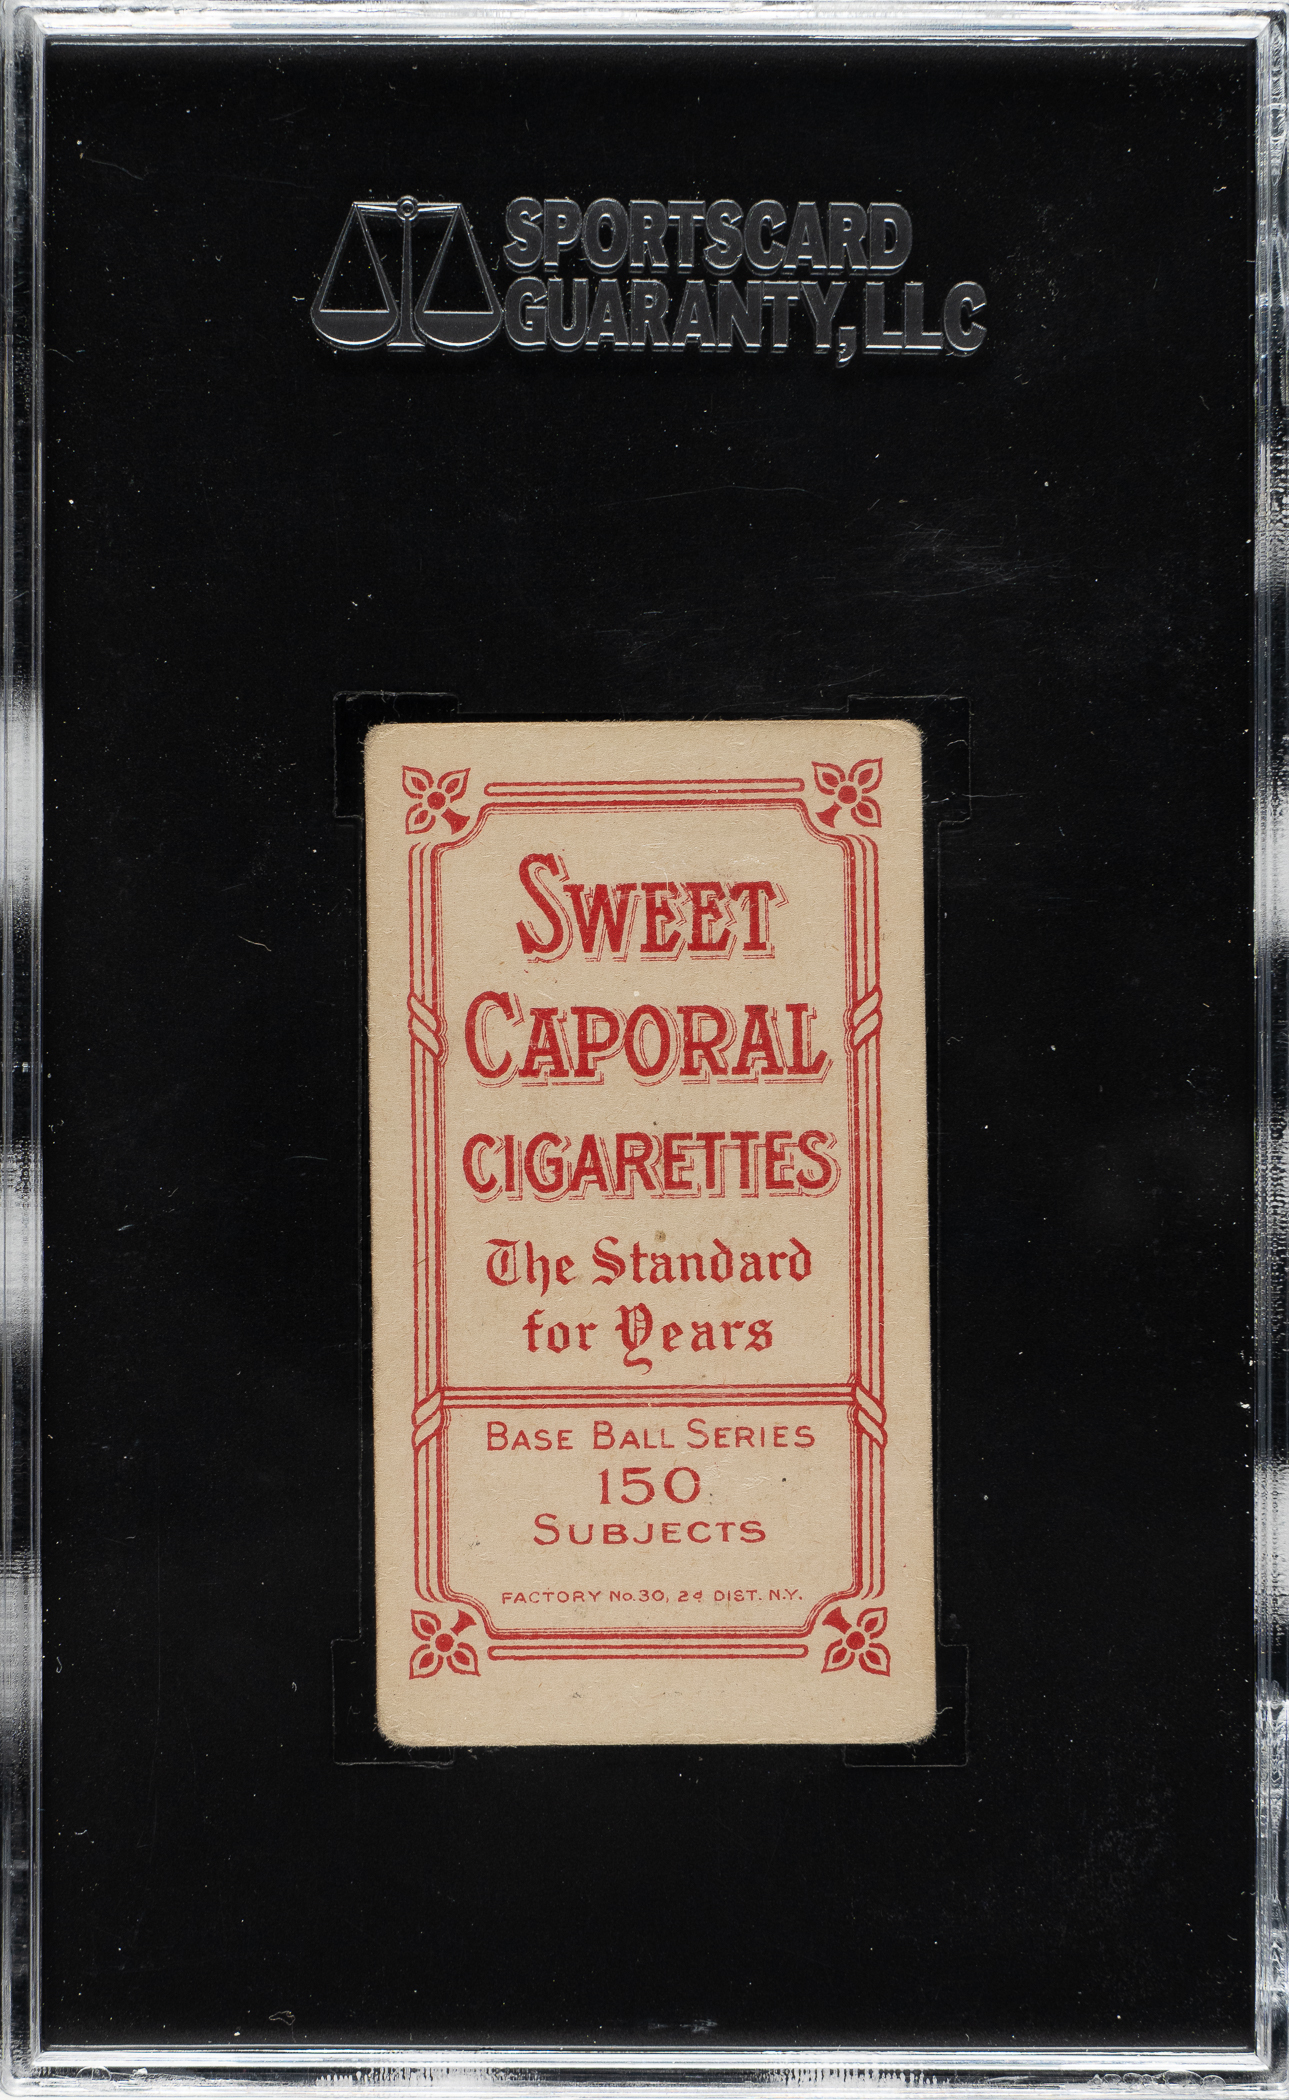 SPORTSCARD
GUARANTY, LLC
SWEET
CAPORAL
CIGARETTES
The Standard
for Years
BASE BALL SERIES
150
SUBJECTS
FACTORY No. 30, 2d DIST. N.Y.